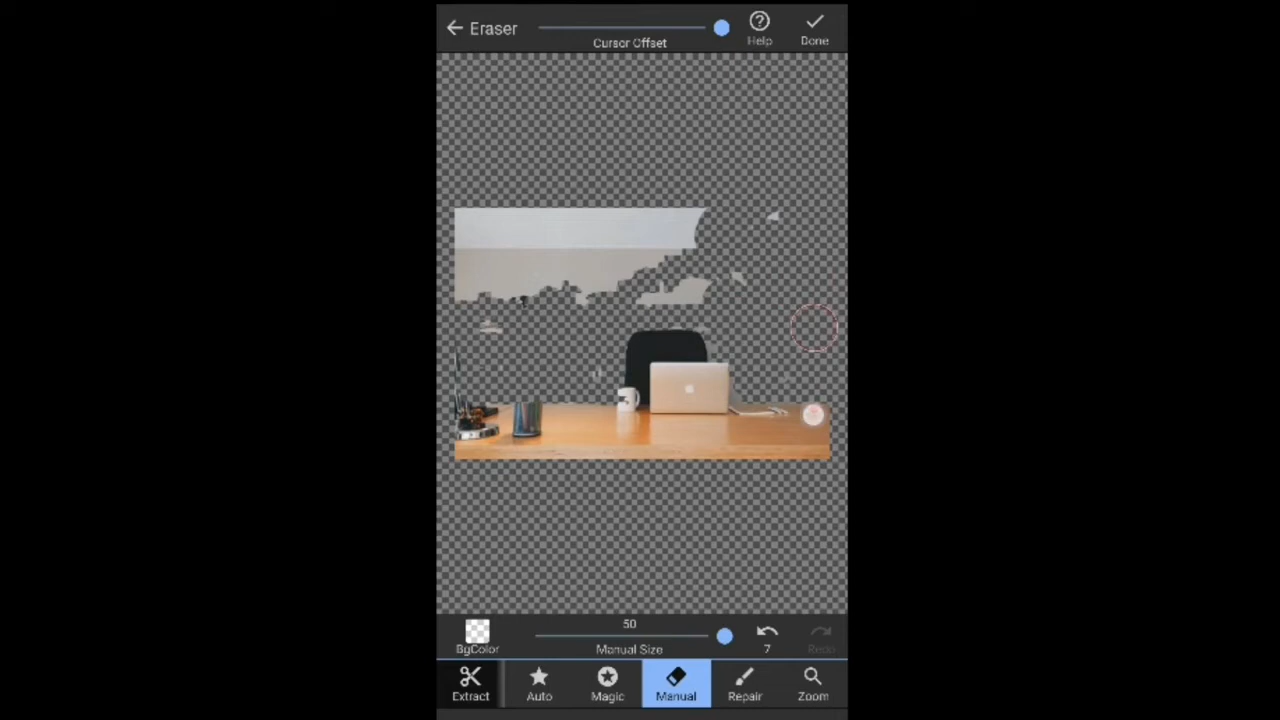 Eraser
Cursor Offset
Help
Done
BgColor
50
Manual Size
7
Redo
Extract
Auto
Magic
Manual
Repair
Zoom